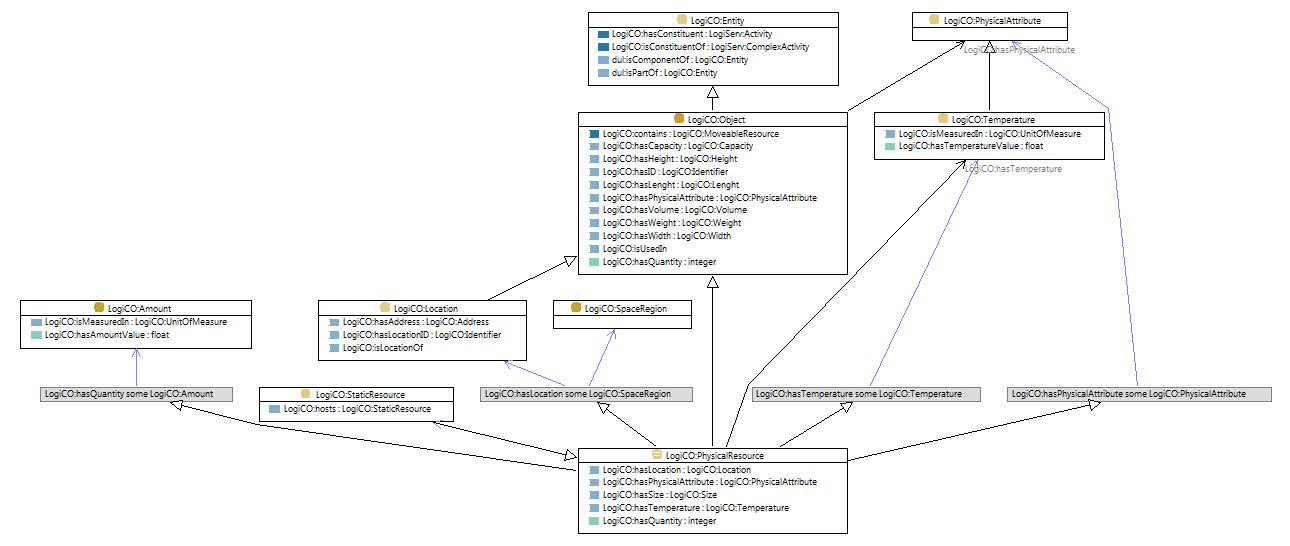 LogiCO:Entity
LogiCO:hasConstituent : LogiServ:Activity
LogiCO:isConstituentOf : LogiServ:ComplexActivity
dul:isComponentOf : LogiCO:Entity
dul:isPartOf : LogiCO:Entity
LogiCO:PhysicalAttribute
LogiCO:hasPhysicalAttribute
LogiCO:Object
LogiCO:contains : LogiCO:MoveableResource
LogiCO:hasCapacity : LogiCO:Capacity
LogiCO:hasHeight : LogiCO:Height
LogiCO:hasID : LogiCO:Identifier
LogiCO:hasLenght : LogiCO:Lenght
LogiCO:hasPhysicalAttribute : LogiCO:PhysicalAttribute
LogiCO:hasVolume : LogiCO:Volume
LogiCO:hasWeight : LogiCO:Weight
LogiCO:hasWidth : LogiCO:Width
LogiCO:isUsedIn
LogiCO:hasQuantity : integer
LogiCO:Temperature
LogiCO:isMeasuredIn : LogiCO:UnitOfMeasure
LogiCO:hasTemperatureValue : float
LogiCO:hasTemperature
LogiCO:Amount
LogiCO:isMeasuredIn : LogiCO:UnitOfMeasure
LogiCO:hasAmountValue : float
LogiCO:Location
LogiCO:hasAddress : LogiCO:Address
LogiCO:hasLocationID : LogiCO:Identifier
LogiCO:isLocationOf
LogiCO:SpaceRegion
LogiCO:hasQuantity some LogiCO:Amount
LogiCO:StaticResource
LogiCO:hosts : LogiCO:StaticResource
LogiCO:hasLocation some LogiCO:SpaceRegion
LogiCO:hasTemperature some LogiCO:Temperature
LogiCO:hasPhysicalAttribute some LogiCO:PhysicalAttribute
LogiCO:PhysicalResource
LogiCO:hasLocation : LogiCO:Location
LogiCO:hasPhysicalAttribute : LogiCO:PhysicalAttribute
LogiCO:hasSize : LogiCO:Size
LogiCO:hasTemperature : LogiCO:Temperature
LogiCO:hasQuantity : integer